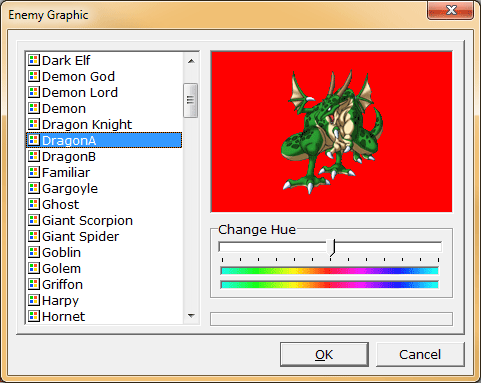 Enemy Graphic
Dark Elf
Demon God
Demon Lord
Demon
Dragon Knight
DragonA
DragonB
Familiar
Gargoyle
Ghost
Giant Scorpion
Giant Spider
Goblin
Golem
Griffon
Harpy
Hornet
Change Hue
OK
Cancel